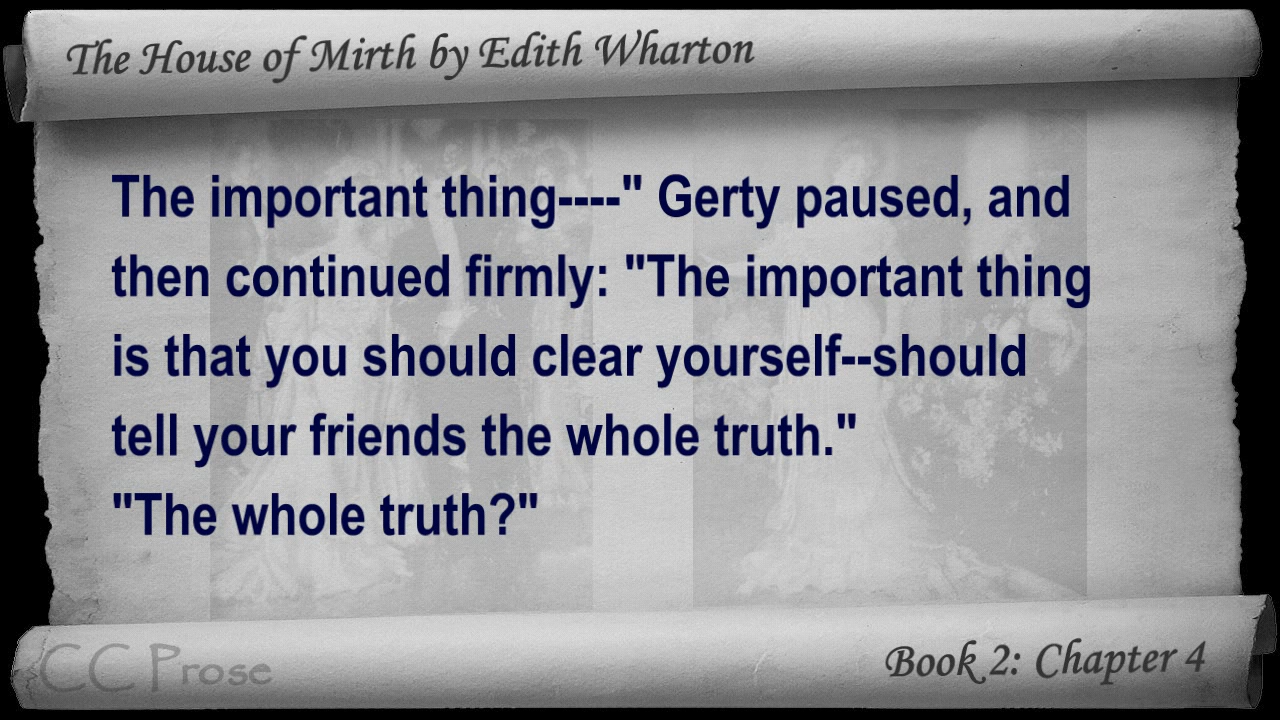 The House of Mirth by Edith Wharton
The important thing----" Gerty paused, and
then continued firmly: "The important thing
is that you should clear yourself--should
tell your friends the whole truth."
"The whole truth?"
CC Prose
Book 2: Chapter 4